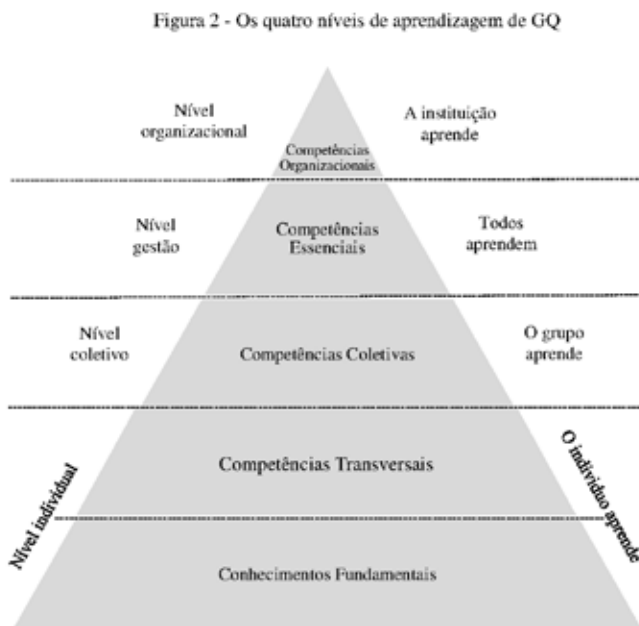 Figura 2 - Os quatro níveis de aprendizagem de GQ
Nível
organizacional
Competências
Organizacionais
A instituição
aprende
Nível
gestão
Competências
Essenciais
Todos
aprendem
Nível
coletivo
Competências Coletivas
O grupo
aprende
Nível individual
Competências Transversais
O indivíduo aprende
Conhecimentos Fundamentais